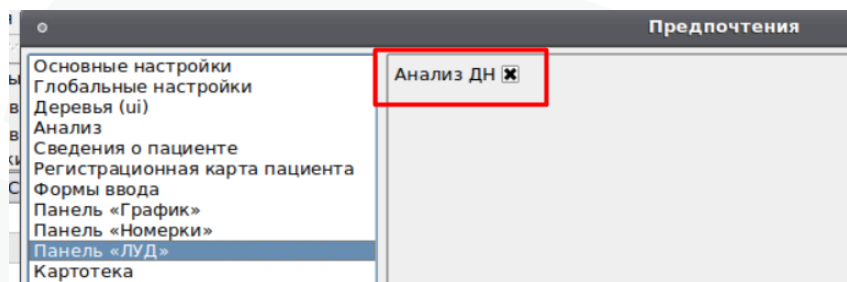 Предпочтения
Основные настройки
Глобальные настройки
Деревья (ui)
Анализ
Сведения о пациенте
Регистрационная карта пациента
Формы ввода
Панель «График»
Панель «Номерки»
Панель «ЛУД»
Картотека
Анализ ДН